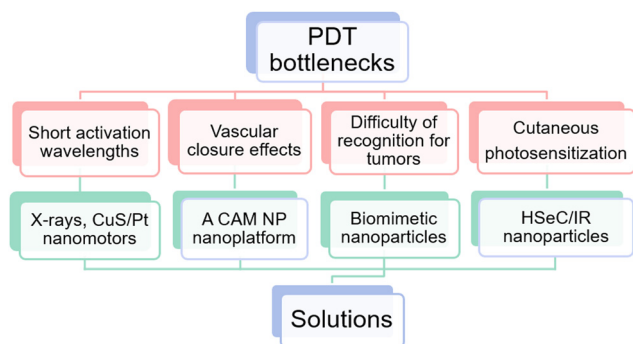 PDT
bottlenecks
Short activation
wavelengths
Vascular
closure effects
Difficulty of
recognition for
tumors
Cutaneous
photosensitization
X-rays, CuS/Pt
nanomotors
A CAM NP
nanoplatform
Biomimetic
nanoparticles
HSeC/IR
nanoparticles
Solutions